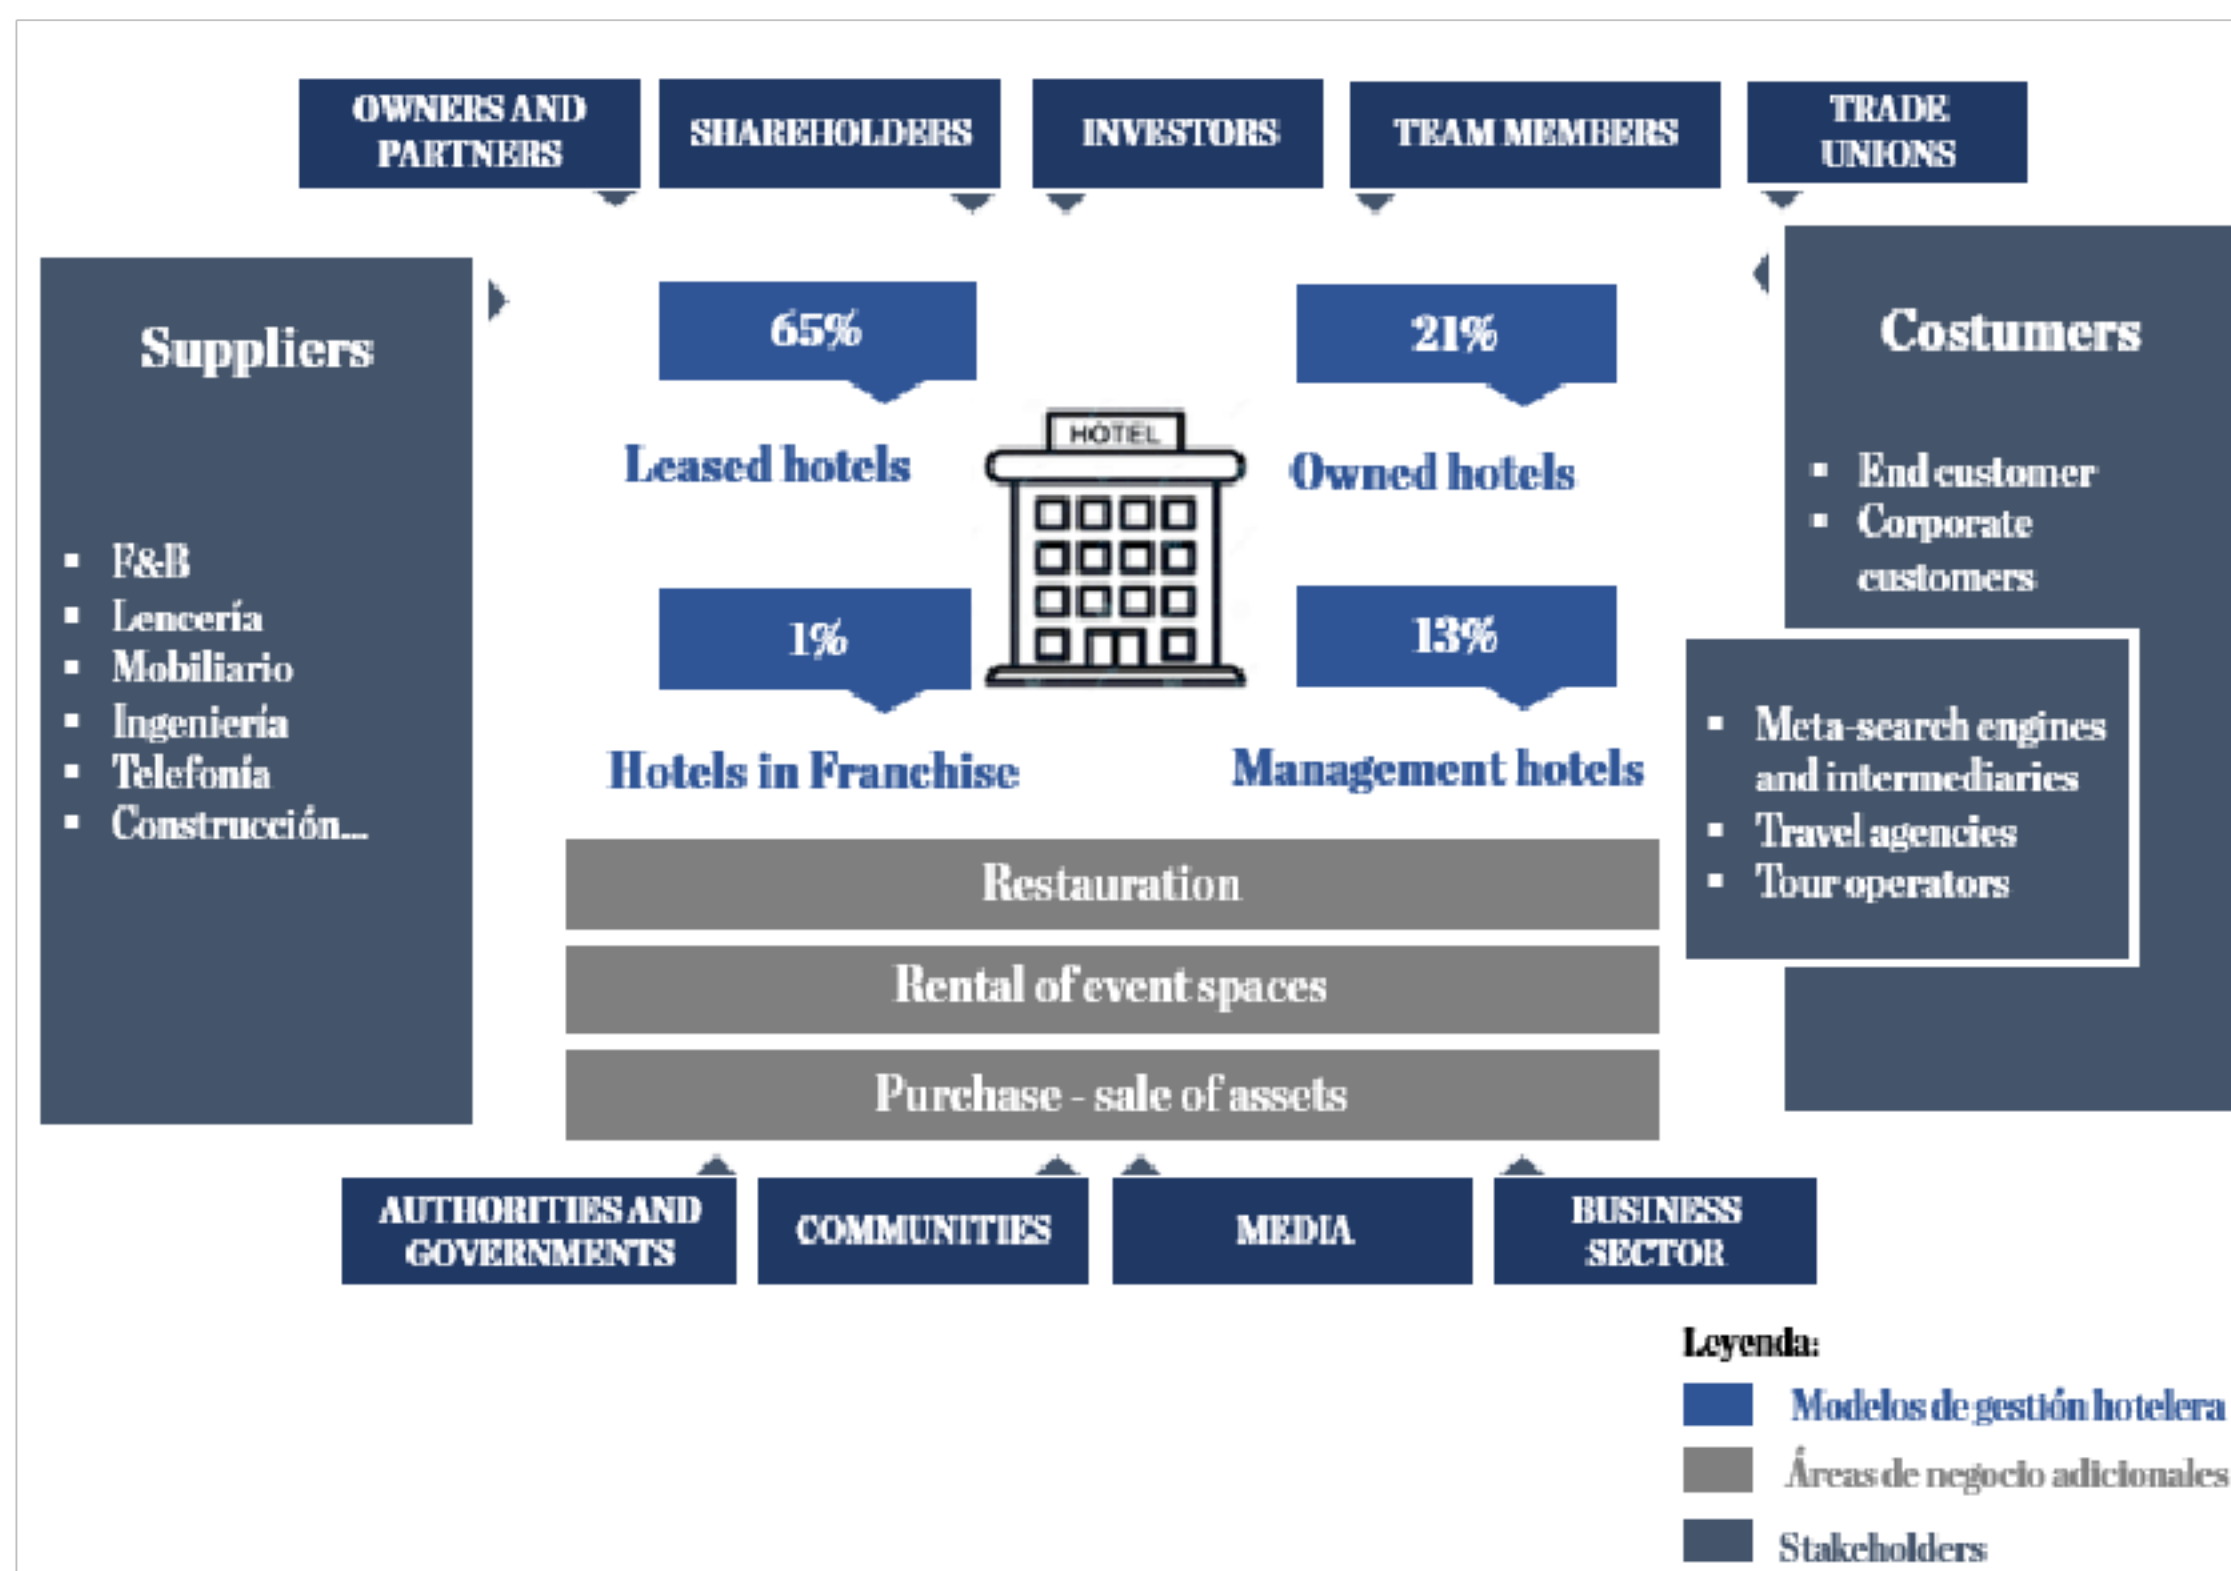 OWNERS AND
PARTNERS
SHAREHOLDERS
INVESTORS
TEAM MEMBERS
TRADE
UNIONS
Suppliers
▪ F&B
▪ Lencería
▪ Mobiliario
▪ Ingeniería
▪ Telefonía
▪ Construcción...
65%
Leased hotels
21%
Owned hotels
HOTEL
1%
Hotels in Franchise
13%
Management hotels
Costumers
▪ End customer
▪ Corporate
customers
▪ Meta-search engines
and intermediaries
▪ Travel agencies
▪ Tour operators
Restauration
Rental of event spaces
Purchase - sale of assets
AUTHORITIES AND
GOVERNMENTS
COMMUNITIES
MEDIA
BUSINESS
SECTOR
Leyenda:
Modelos de gestión hotelera
Áreas de negocio adicionales
Stakeholders